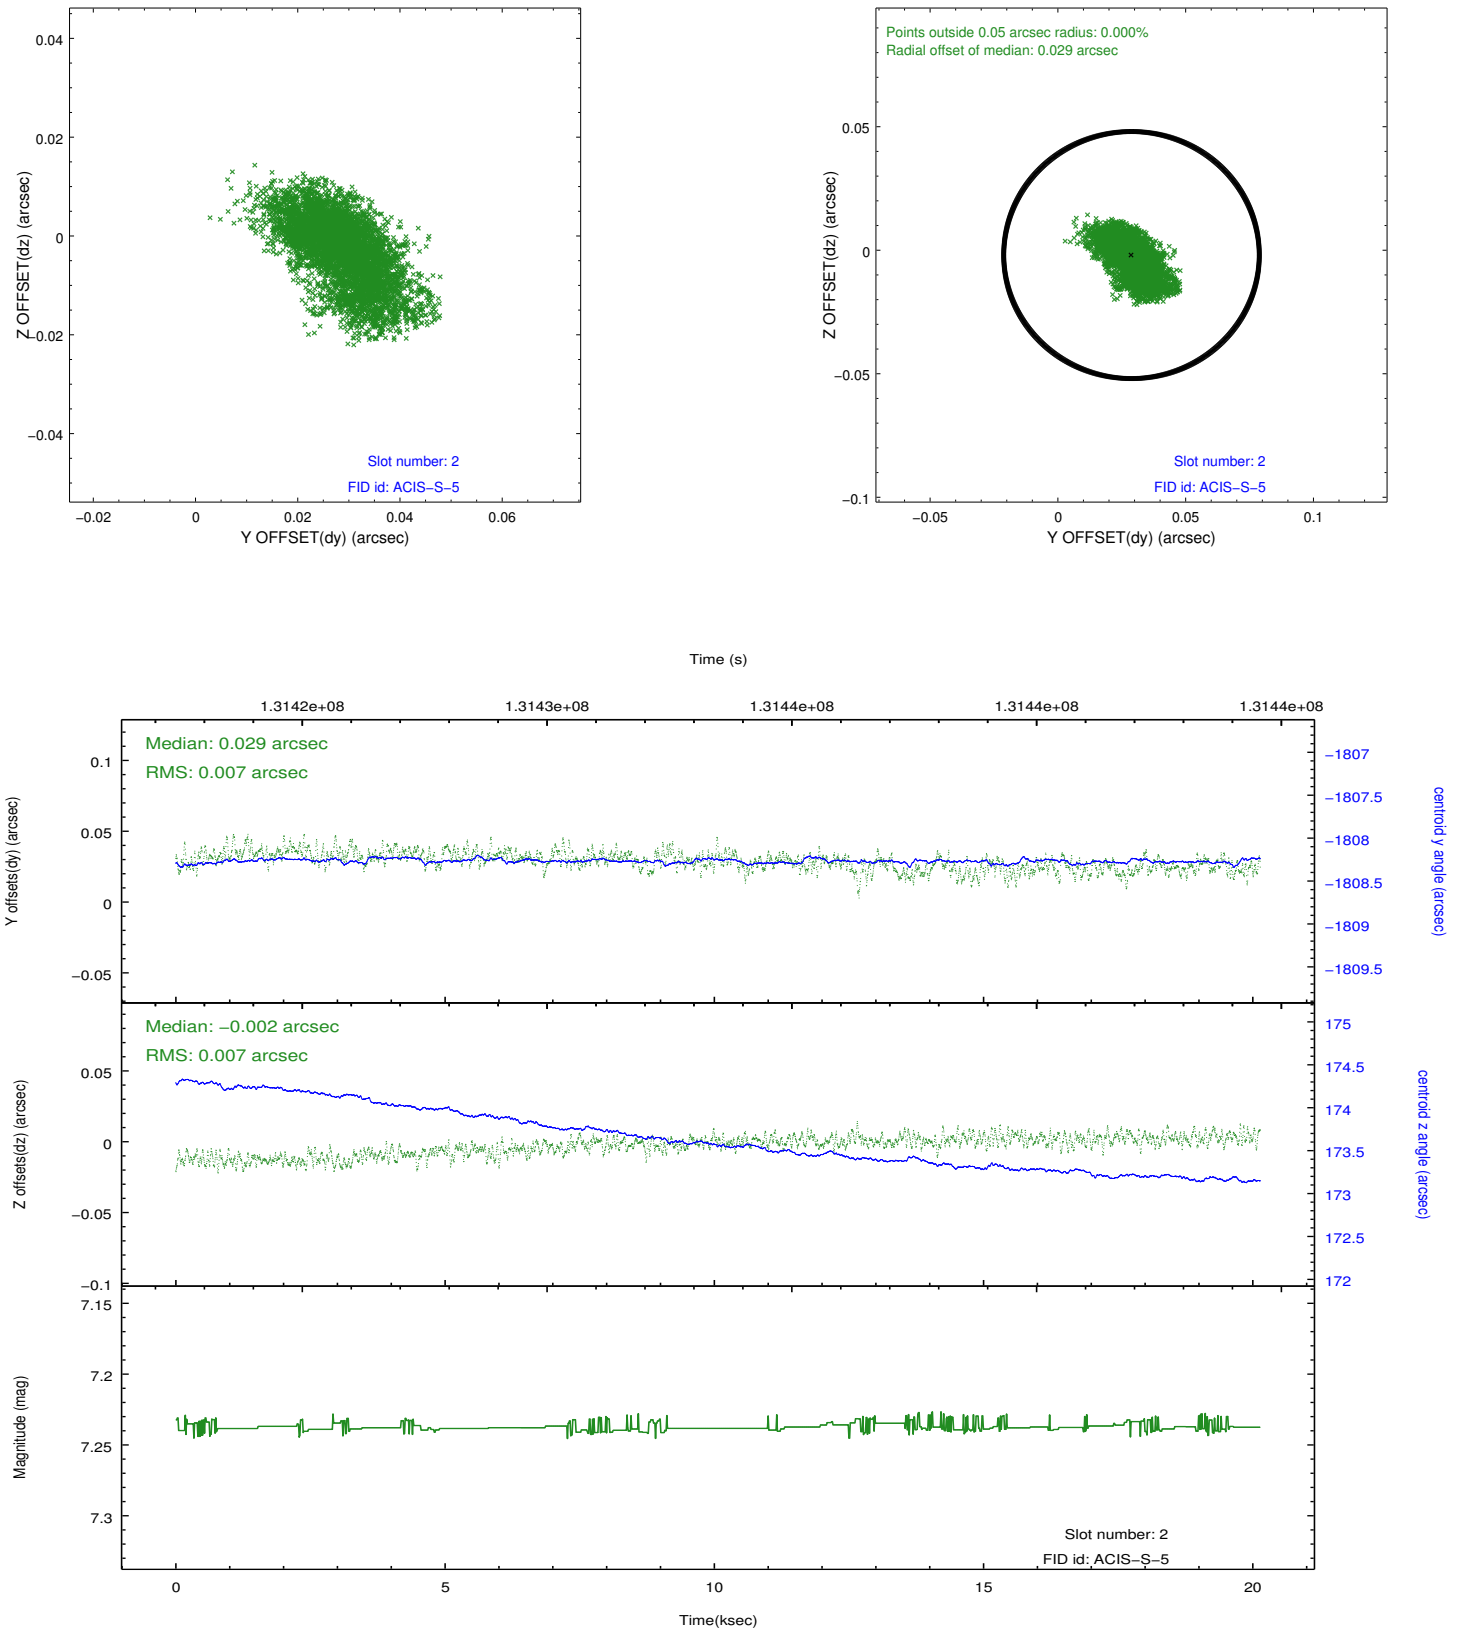 0.04
0.02
0
−0.02
−0.04
Z OFFSET(dz) (arcsec)
Slot number: 2
FID id: ACIS−S−5
−0.02 0 0.02 0.04 0.06
Y OFFSET(dy) (arcsec)
Points outside 0.05 arcsec radius: 0.000%
Radial offset of median: 0.029 arcsec
0.05
0
−0.05
−0.1
Z OFFSET(dz) (arcsec)
Slot number: 2
FID id: ACIS−S−5
−0.05 0 0.05 0.1
Y OFFSET(dy) (arcsec)
Time (s)
1.3142e+08 1.3143e+08 1.3144e+08 1.3144e+08 1.3144e+08
Median: 0.029 arcsec
RMS: 0.007 arcsec
0.1
0.05
0
−0.05
Y offsets(dy) (arcsec)
−1807
−1807.5
−1808
−1808.5
−1809
−1809.5
centroid y angle (arcsec)
Median: −0.002 arcsec
RMS: 0.007 arcsec
0.05
0
−0.05
−0.1
Z offsets(dz) (arcsec)
175
174.5
174
173.5
173
172.5
172
centroid z angle (arcsec)
7.15
7.2
7.25
7.3
Magnitude (mag)
Slot number: 2
FID id: ACIS−S−5
0 5 10 15 20
Time(ksec)